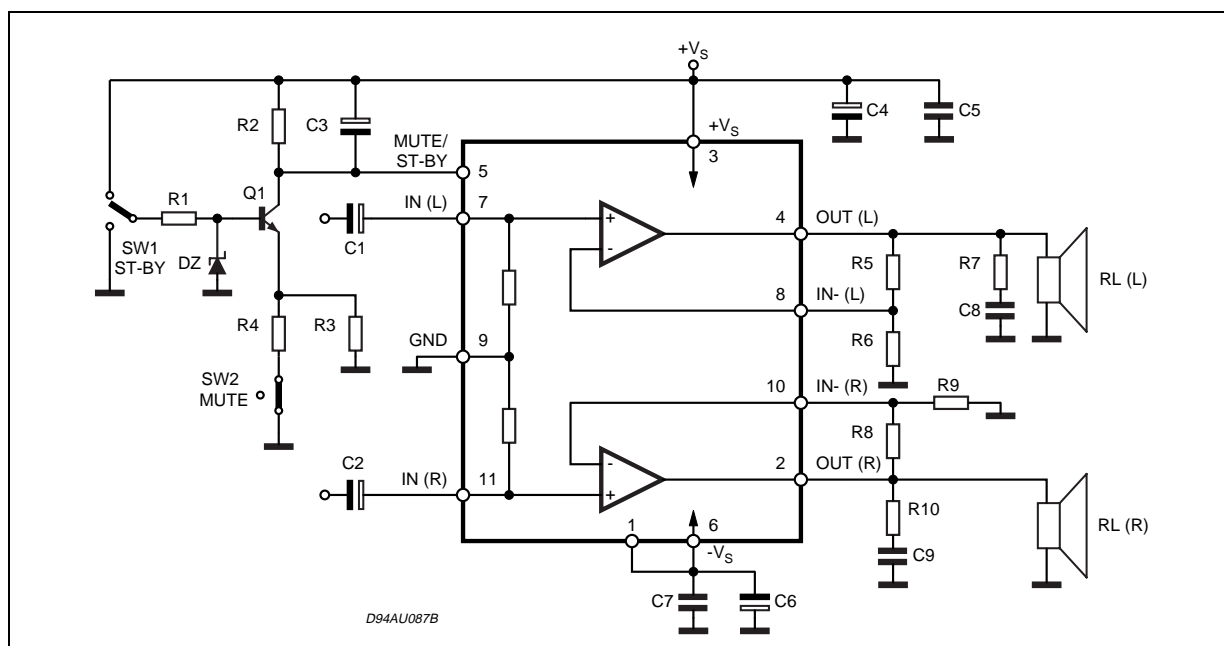 +VS
R2
C3
C4
C5
+VS
MUTE/
ST-BY
5
3
Q1
R1
IN (L)
7
4
OUT (L)
C1
SW1
ST-BY
DZ
+
-
R5
R7
RL (L)
8
IN- (L)
C8
R4
R3
GND
9
R6
SW2
MUTE
10
IN- (R)
R9
R8
C2
IN (R)
11
-
+
2
OUT (R)
R10
RL (R)
1
6
-VS
C9
C7
C6
D94AU087B